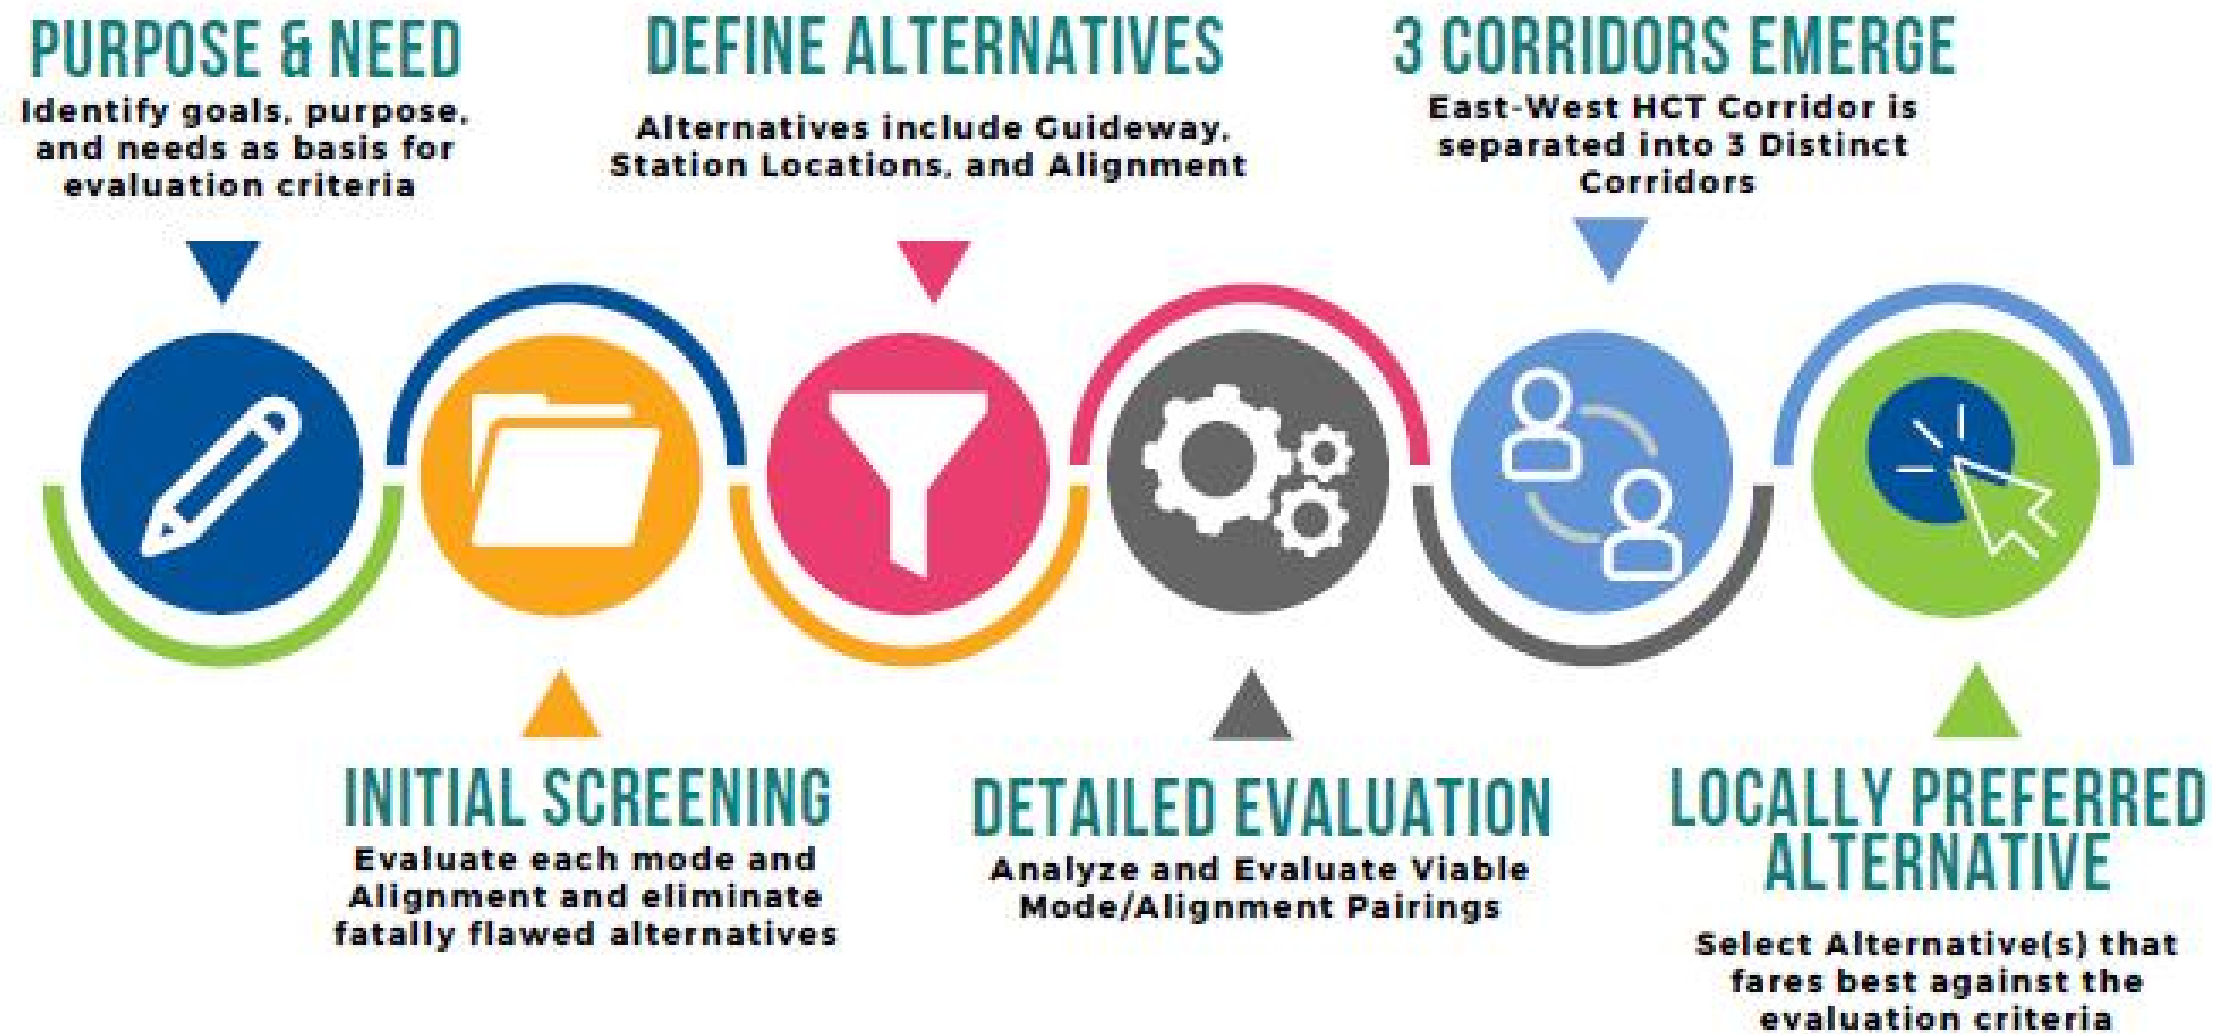 PURPOSE & NEED
Identify goals, purpose,
and needs as basis for
evaluation criteria
INITIAL SCREENING
Evaluate each mode and
Alignment and eliminate
fatally flawed alternatives
DEFINE ALTERNATIVES
Alternatives include Guideway,
Station Locations, and Alignment
DETAILED EVALUATION
Analyze and Evaluate Viable
Mode/Alignment Pairings
3 CORRIDORS EMERGE
East-West HCT Corridor is
separated into 3 Distinct
Corridors
LOCALLY PREFERRED
ALTERNATIVE
Select Alternative(s) that
fares best against the
evaluation criteria